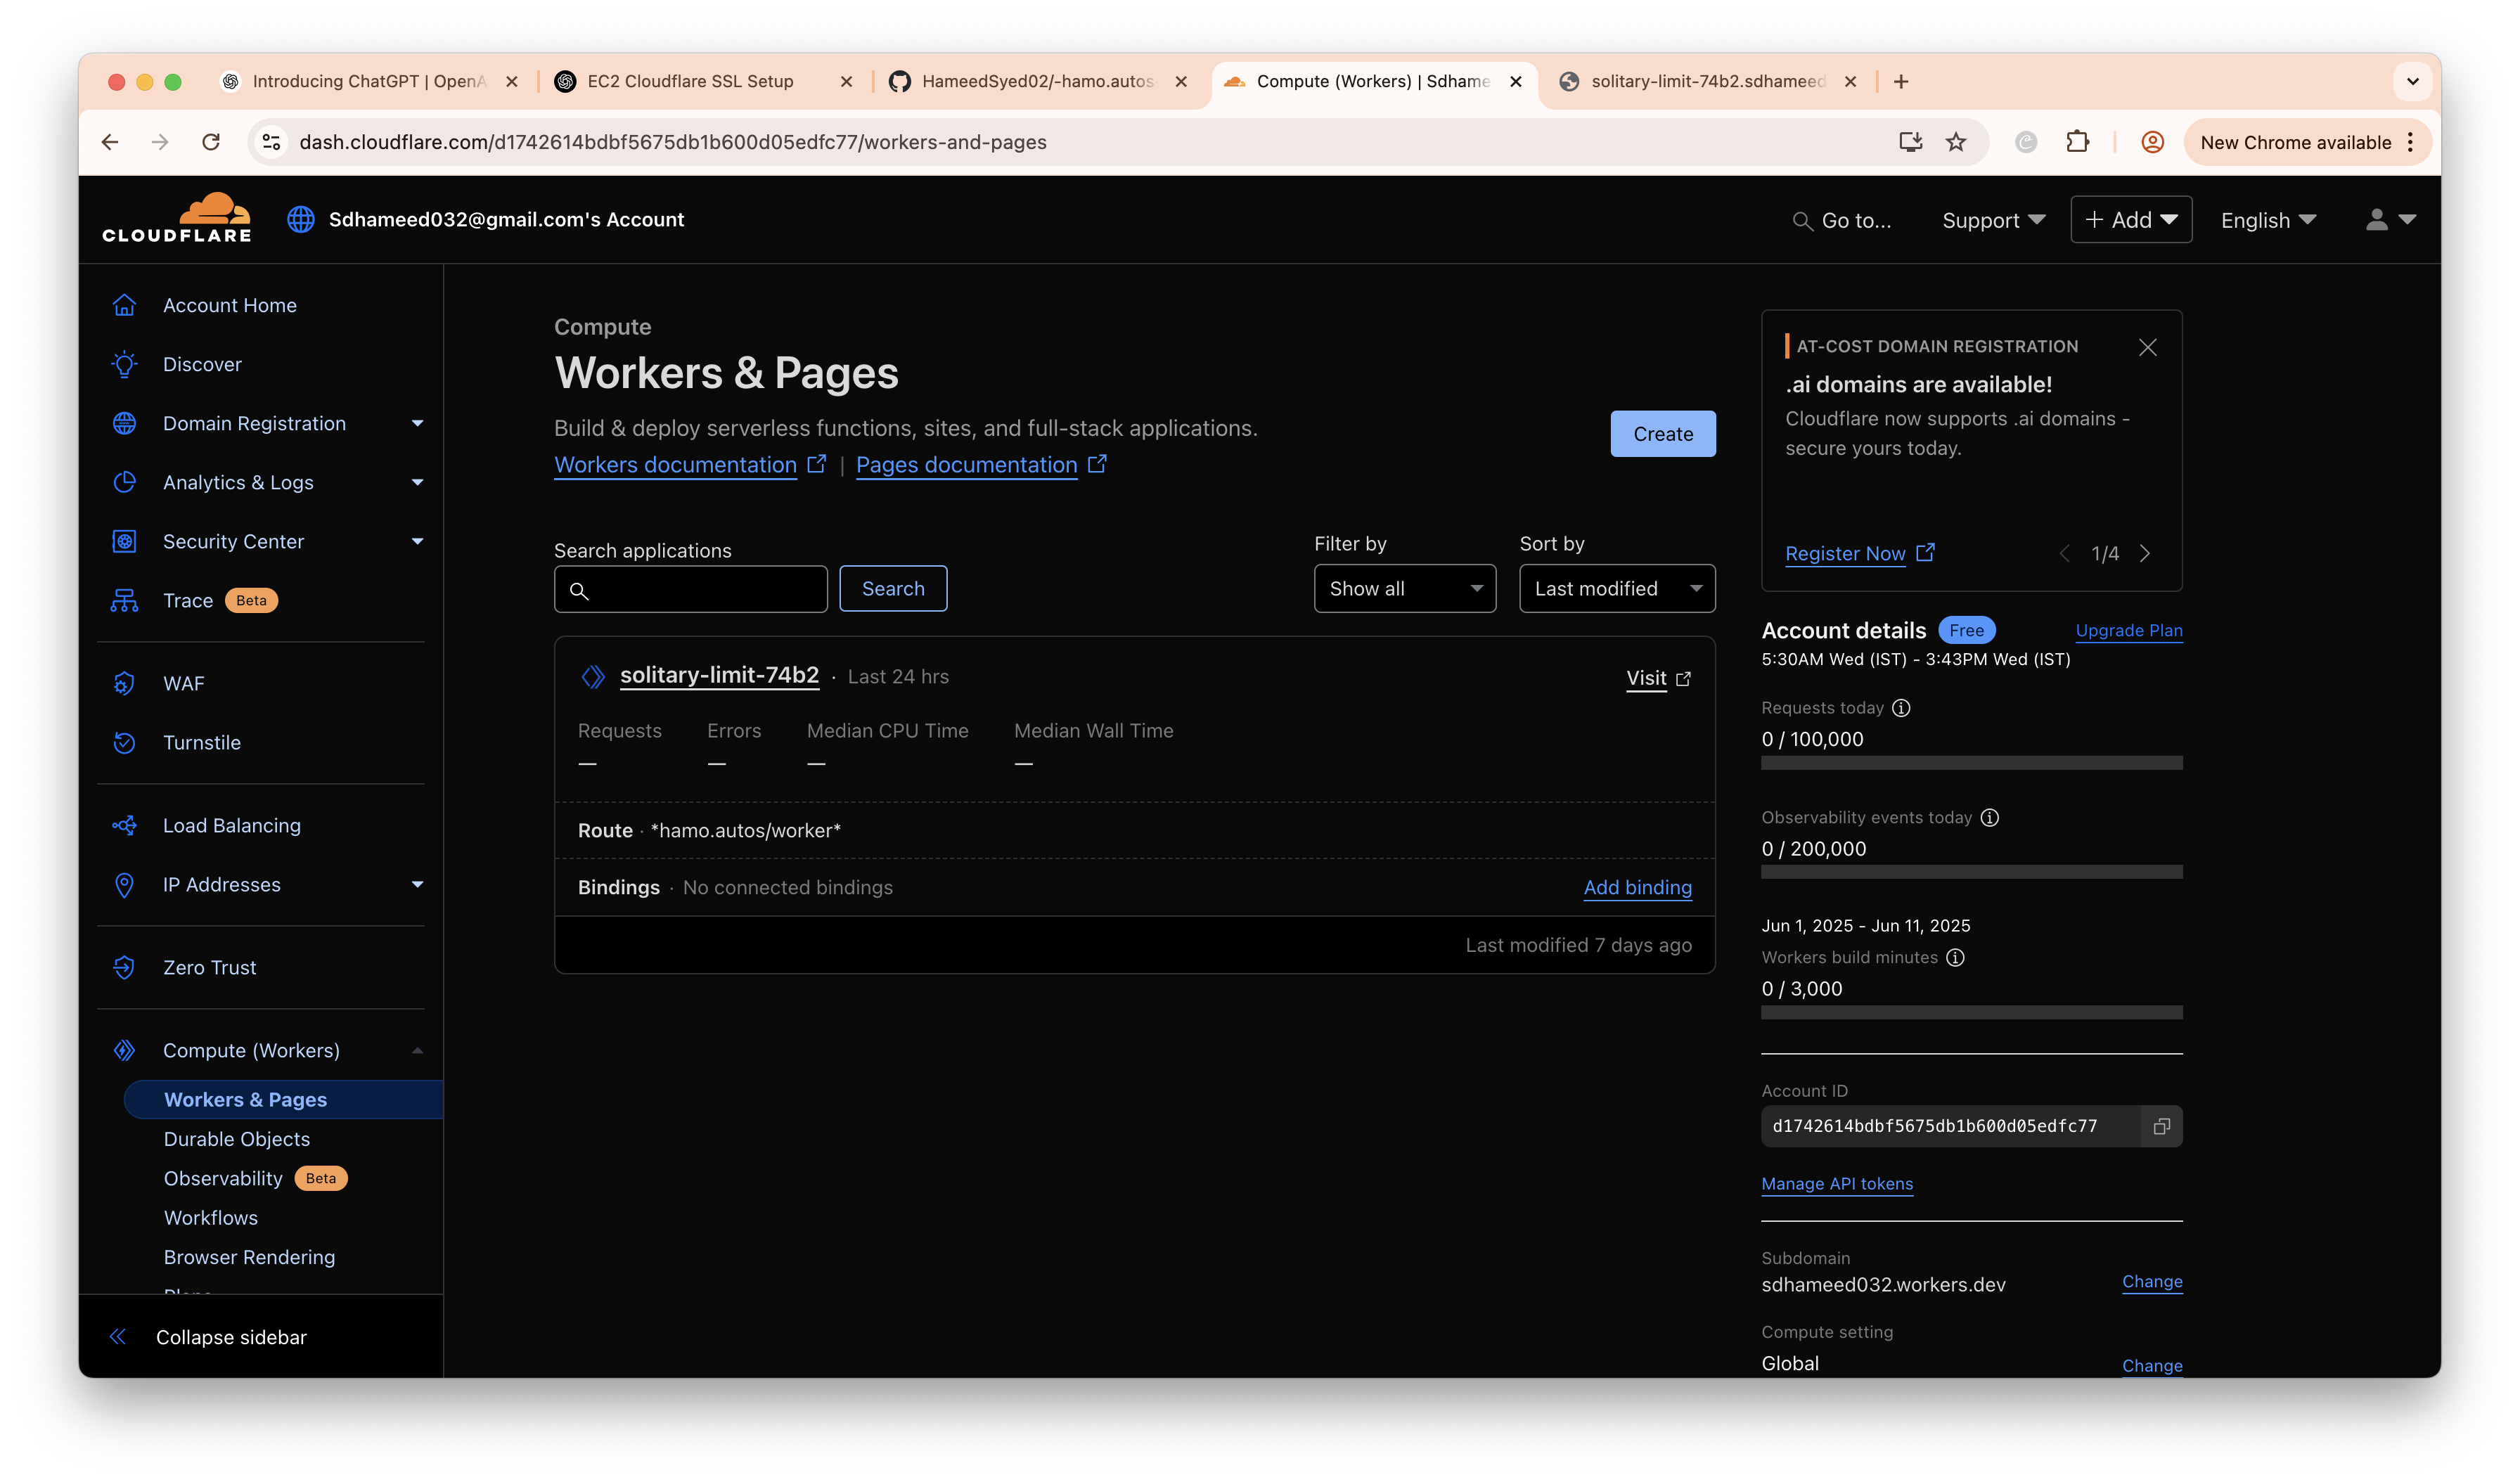 Introducing ChatGPT | OpenA
EC2 Cloudflare SSL Setup
HameedSyed02/-hamo.autos
Compute (Workers) | Sdhame
solitary-limit-74b2.sdhameed
dash.cloudflare.com/d1742614bdbf5675db1b600d05edfc77/workers-and-pages
New Chrome available
CLOUDFLARE
Sdhameed032@gmail.com's Account
Go to...
Support
+ Add
English
Account Home
Discover
Domain Registration
Analytics & Logs
Security Center
Trace Beta
WAF
Turnstile
Load Balancing
IP Addresses
Zero Trust
Compute (Workers)
Workers & Pages
Durable Objects
Observability Beta
Workflows
Browser Rendering
Plans
Collapse sidebar
Compute
Workers & Pages
Build & deploy serverless functions, sites, and full-stack applications.
Workers documentation | Pages documentation
Create
Search applications
Search
Filter by
Show all
Sort by
Last modified
solitary-limit-74b2 · Last 24 hrs
Visit
Requests Errors Median CPU Time Median Wall Time
— — — —
Route · *hamo.autos/worker*
Bindings · No connected bindings
Add binding
Last modified 7 days ago
AT-COST DOMAIN REGISTRATION
.ai domains are available!
Cloudflare now supports .ai domains -
secure yours today.
Register Now
1/4
Account details Free
Upgrade Plan
5:30AM Wed (IST) - 3:43PM Wed (IST)
Requests today
0 / 100,000
Observability events today
0 / 200,000
Jun 1, 2025 - Jun 11, 2025
Workers build minutes
0 / 3,000
Account ID
d1742614bdbf5675db1b600d05edfc77
Manage API tokens
Subdomain
sdhameed032.workers.dev
Change
Compute setting
Global
Change